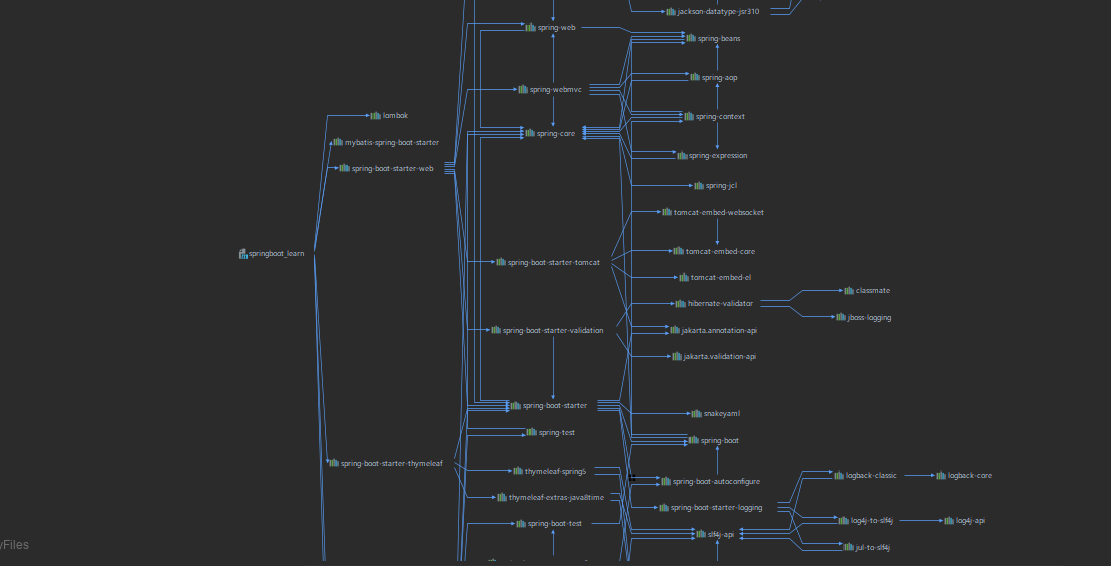 jackson-datatype-jsr310
spring-web
spring-beans
spring-aop
spring-webmvc
lombok
spring-context
spring-core
mybatis-spring-boot-starter
spring-expression
spring-boot-starter-web
spring-jcl
tomcat-embed-websocket
springboot_learn
tomcat-embed-core
spring-boot-starter-tomcat
tomcat-embed-el
classmate
hibernate-validator
jboss-logging
spring-boot-starter-validation
jakarta.annotation-api
jakarta.validation-api
spring-boot-starter
snakeyaml
spring-test
spring-boot
spring-boot-starter-thymeleaf
thymeleaf-spring5
logback-classic
logback-core
spring-boot-autoconfigure
thymeleaf-extras-java8time
spring-boot-starter-logging
spring-boot-test
log4j-to-slf4j
log4j-api
slf4j-api
yFiles
jul-to-slf4j